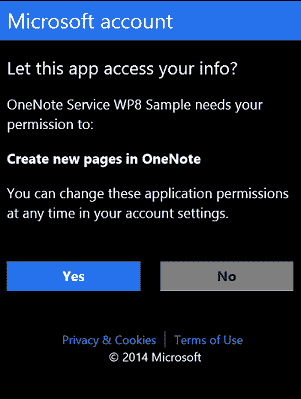 Microsoft account
Let this app access your info?
OneNote Service WP8 Sample needs your
permission to:
Create new pages in OneNote
You can change these application permissions
at any time in your account settings.
Yes No
Privacy & Cookies | Terms of Use
© 2014 Microsoft